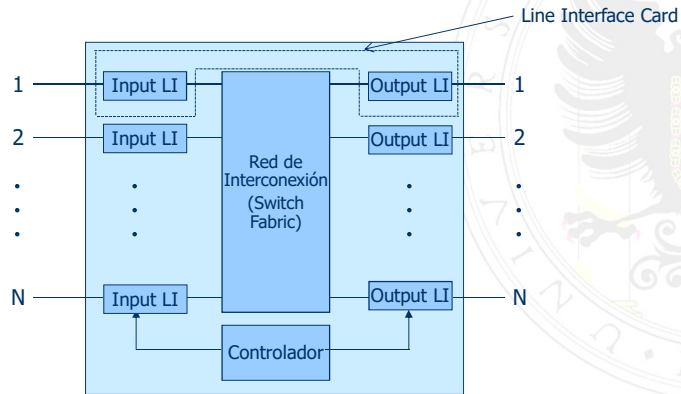 Line Interface Card
1 Input LI Output LI 1
2 Input LI Output LI 2
Red de
Interconexión
(Switch
Fabric)
N Input LI Output LI N
Controlador